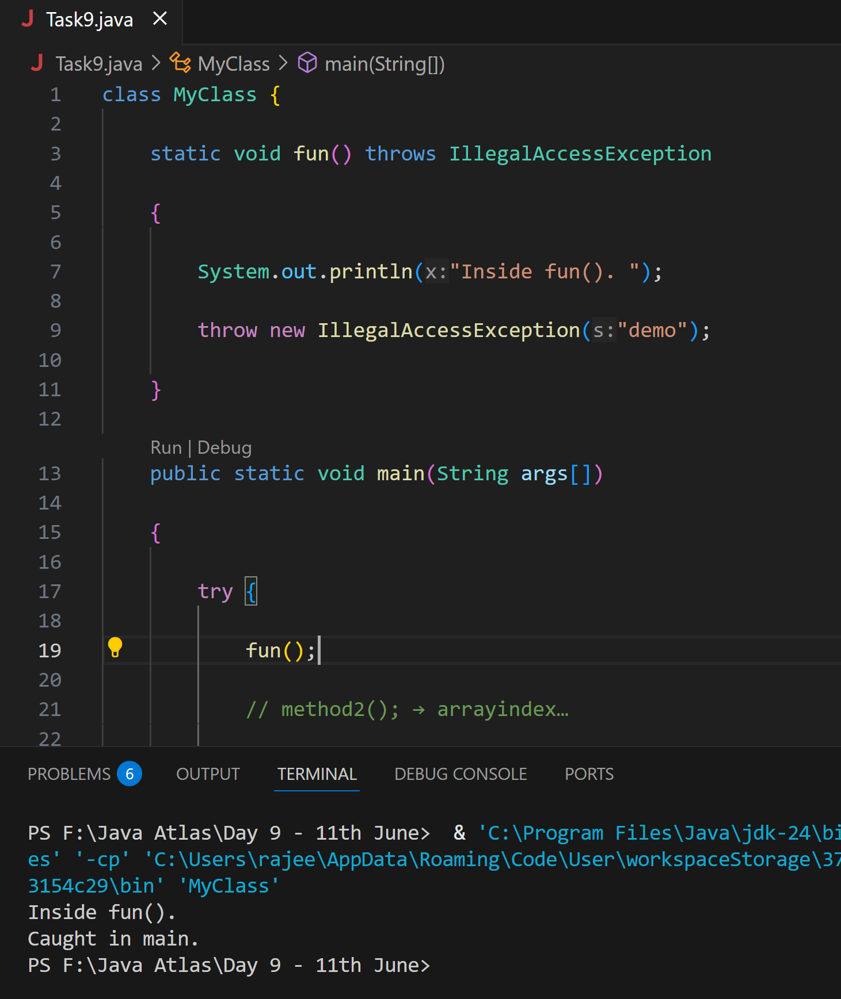 Task9.java
Task9.java > MyClass > main(String[])
1 class MyClass {
2
3 static void fun() throws IllegalAccessException
4
5 {
6
7 System.out.println(x:"Inside fun(). ");
8
9 throw new IllegalAccessException(s:"demo");
10
11 }
12
Run | Debug
13 public static void main(String args[])
14
15 {
16
17 try {
18
19 fun();
20
21 // method2(); → arrayindex…
22
PROBLEMS 6 OUTPUT TERMINAL DEBUG CONSOLE PORTS
PS F:\Java Atlas\Day 9 - 11th June>  & 'C:\Program Files\Java\jdk-24\bi
es' '-cp' 'C:\Users\rajee\AppData\Roaming\Code\User\workspaceStorage\37
3154c29\bin' 'MyClass'
Inside fun().
Caught in main.
PS F:\Java Atlas\Day 9 - 11th June>